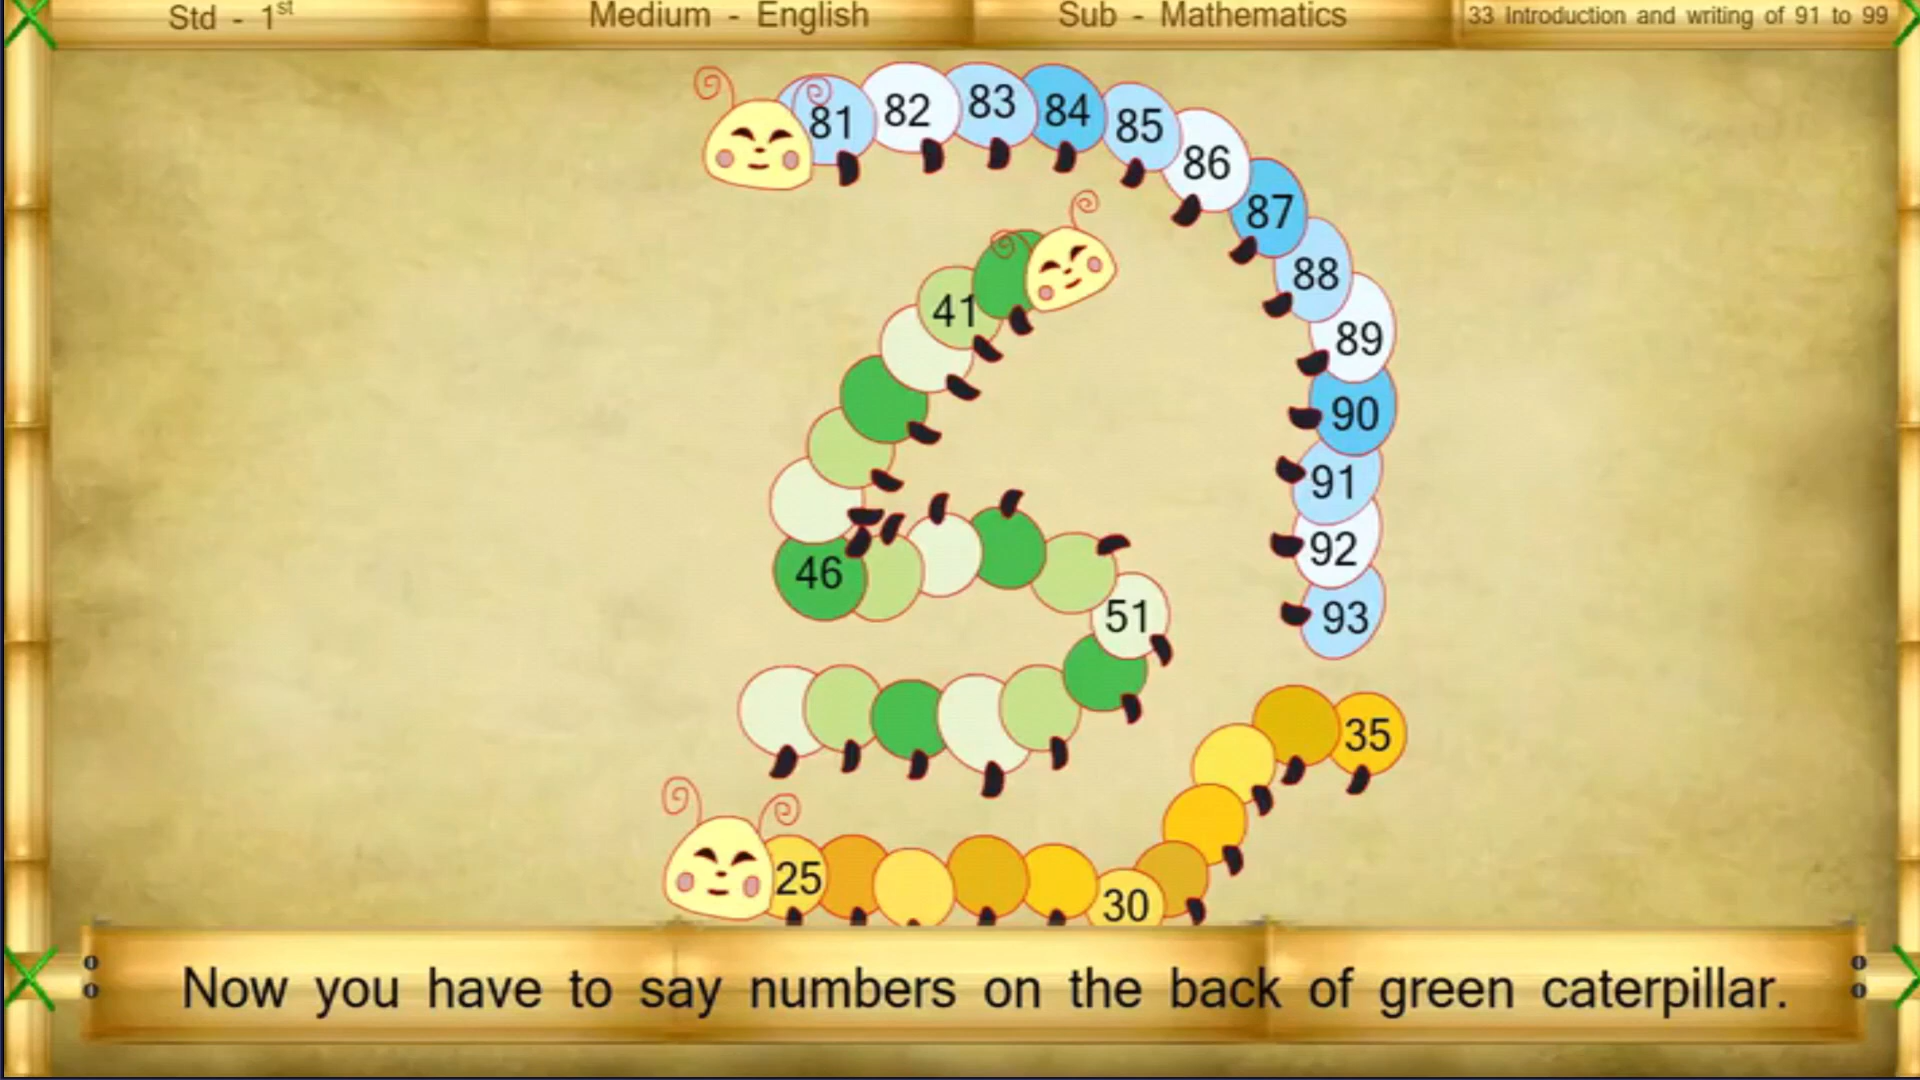 Std - 1st
Medium - English
Sub - Mathematics
33 Introduction and writing of 91 to 99
81 82 83 84 85 86 87 88 89 90 91 92 93
41
46
51
35
25
30
Now you have to say numbers on the back of green caterpillar.